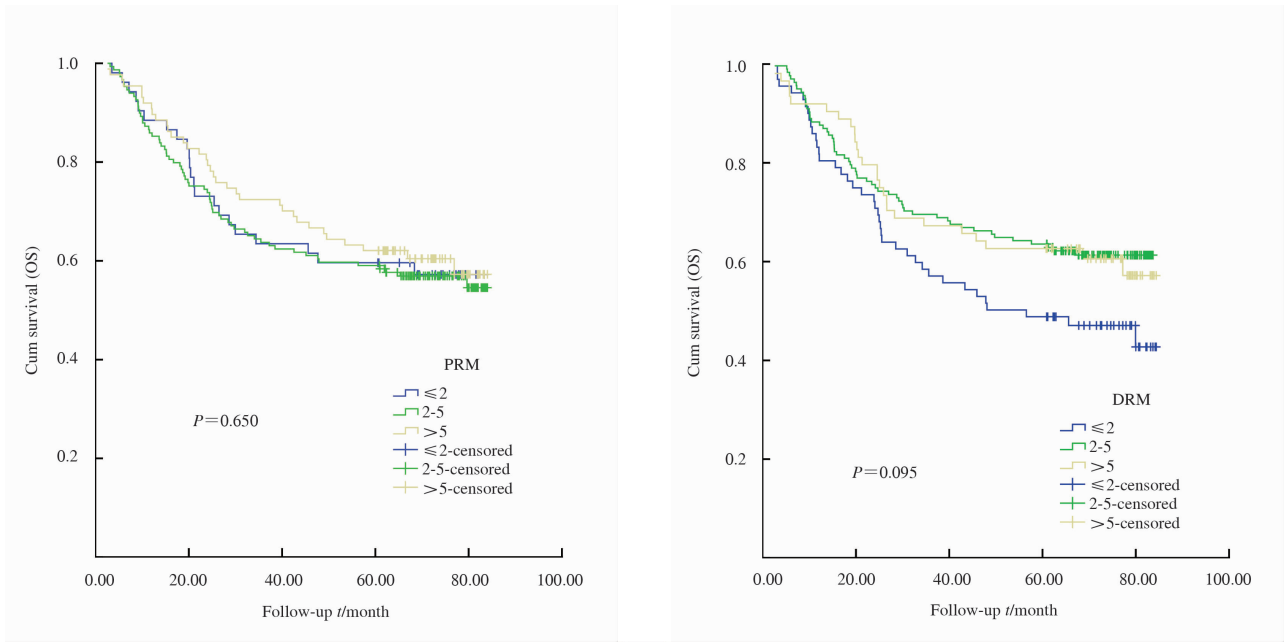 1.0
0.8
0.6
0.4
0.2
Cum survival (OS)
PRM
≤2
2-5
>5
≤2-censored
2-5-censored
>5-censored
P=0.650
0.00 20.00 40.00 60.00 80.00 100.00
Follow-up t/month
1.0
0.8
0.6
0.4
0.2
Cum survival (OS)
DRM
≤2
2-5
>5
≤2-censored
2-5-censored
>5-censored
P=0.095
0.00 20.00 40.00 60.00 80.00 100.00
Follow-up t/month